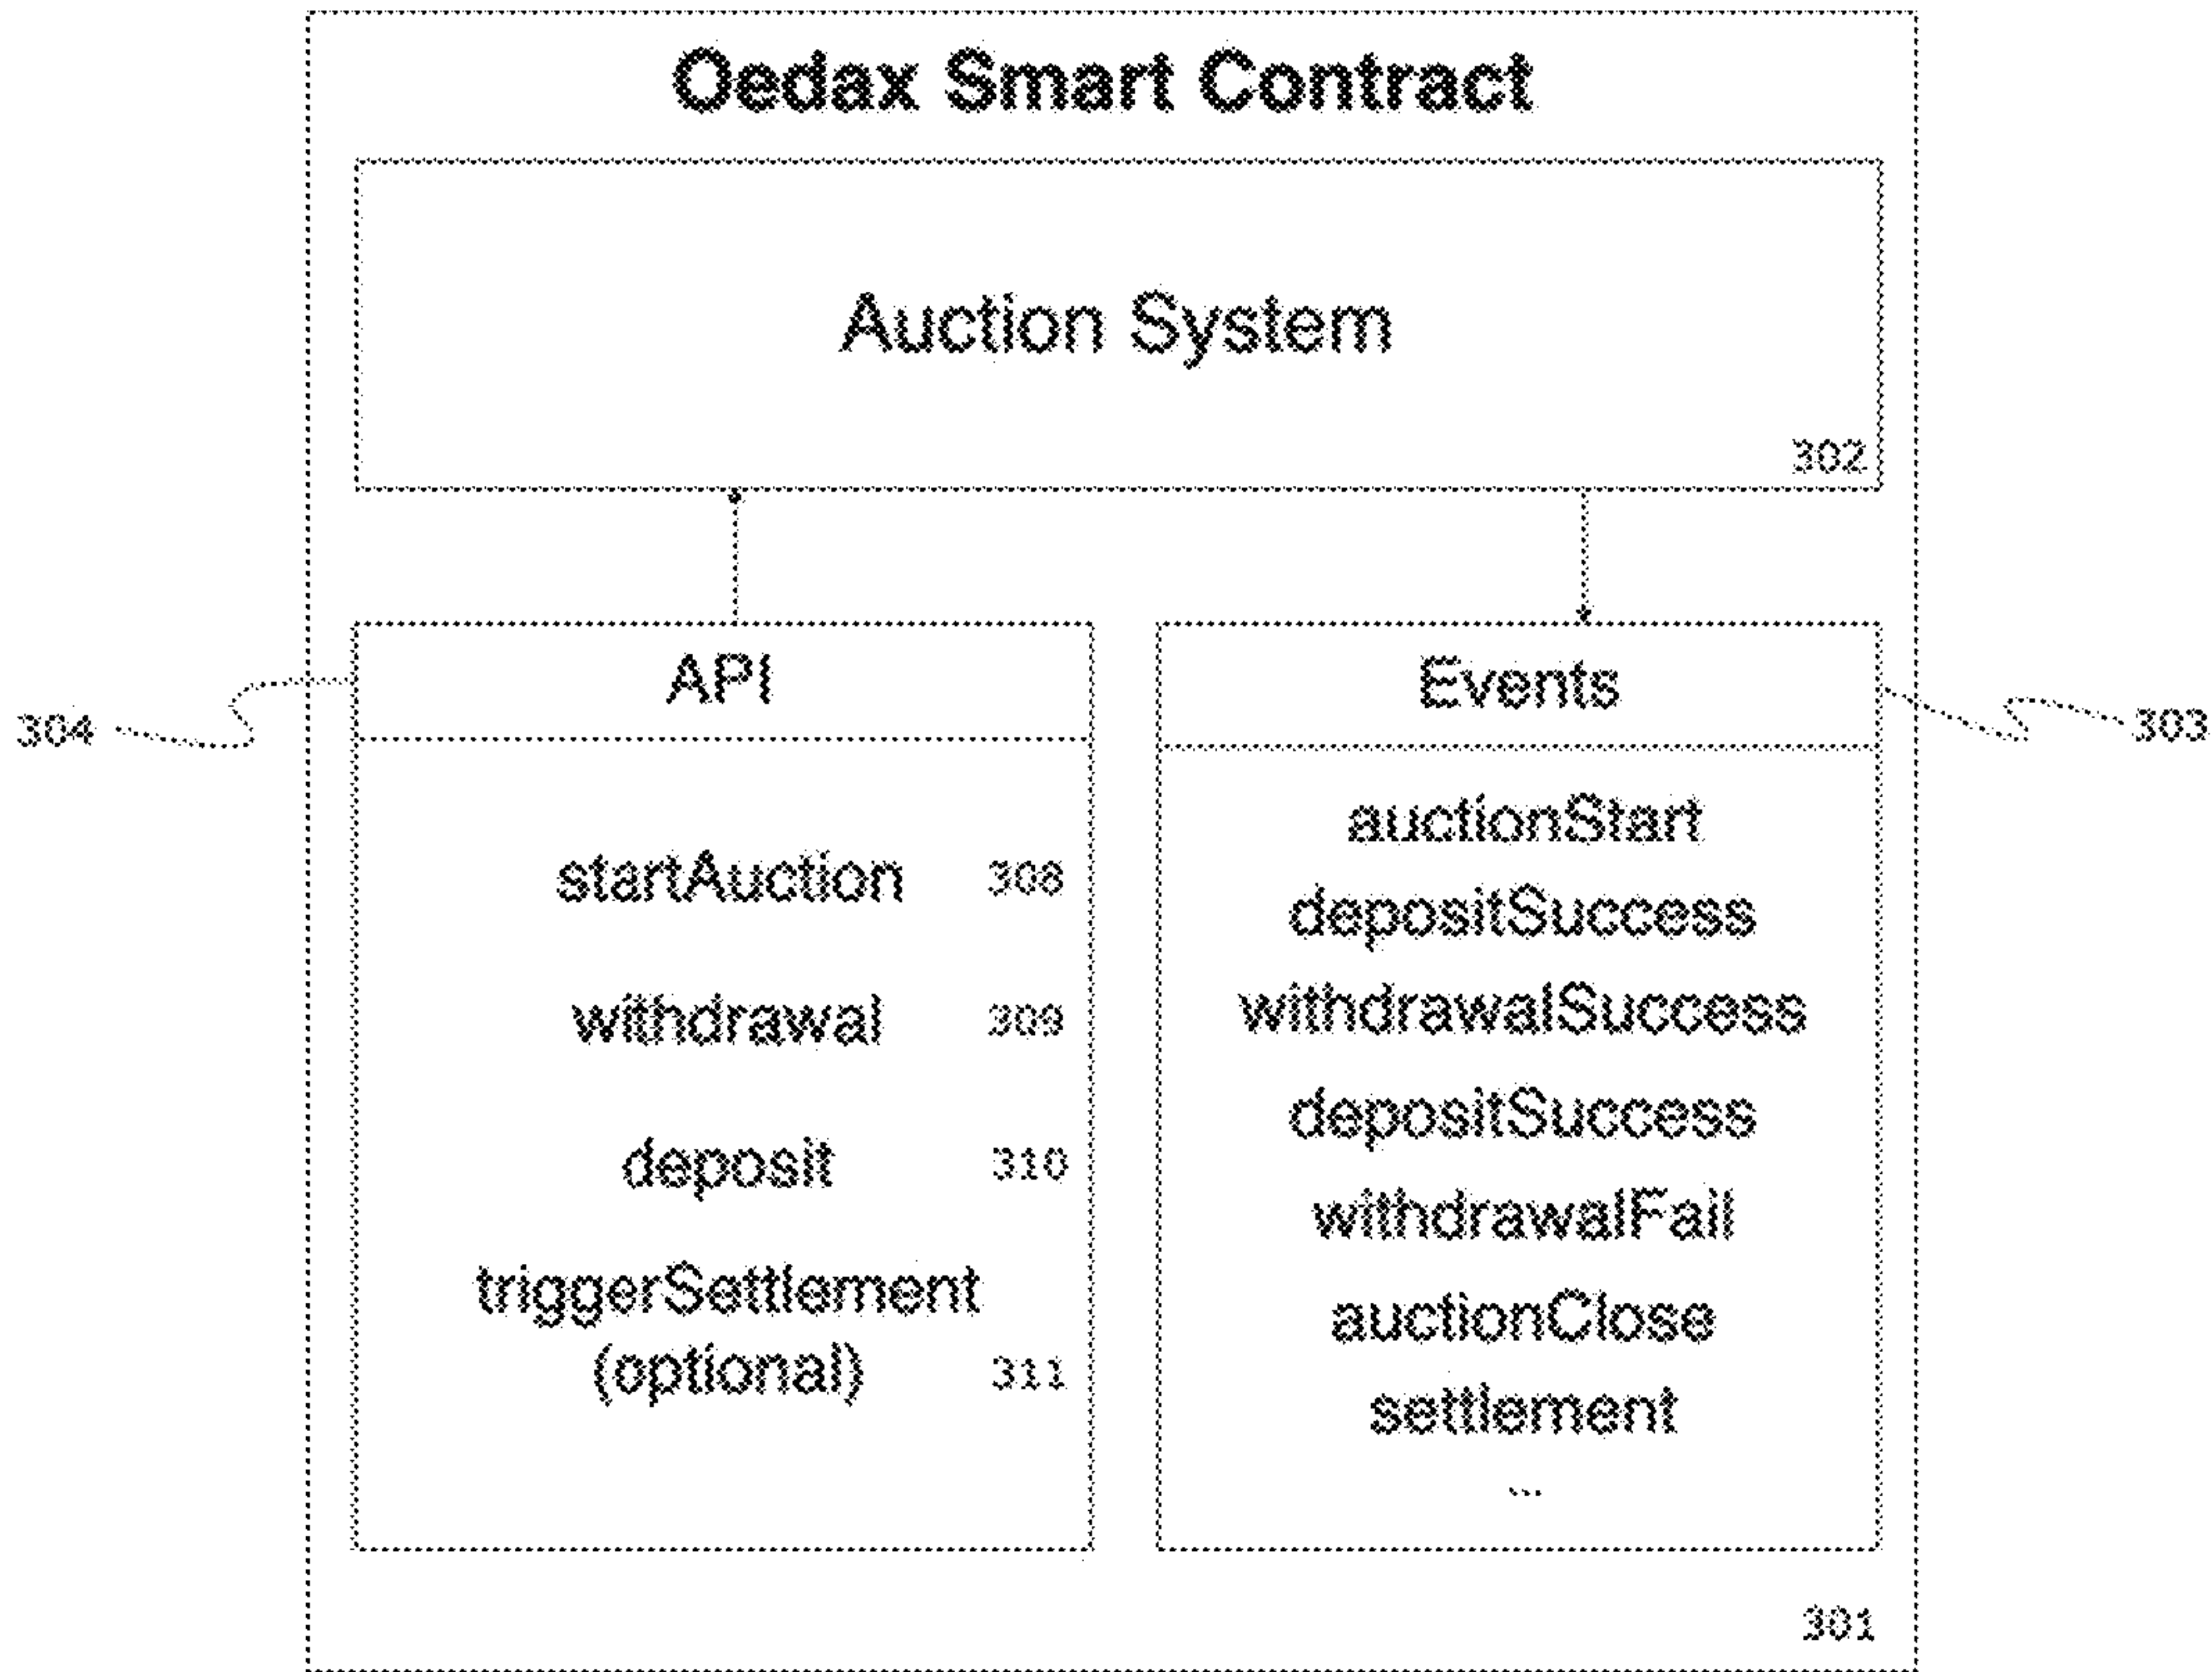 Oedax Smart Contract
Auction System
302
API
304
startAuction 308
withdrawal 309
deposit 310
triggerSettlement
(optional) 311
Events
303
auctionStart
depositSuccess
withdrawalSuccess
depositSuccess
withdrawalFail
auctionClose
settlement
...
301